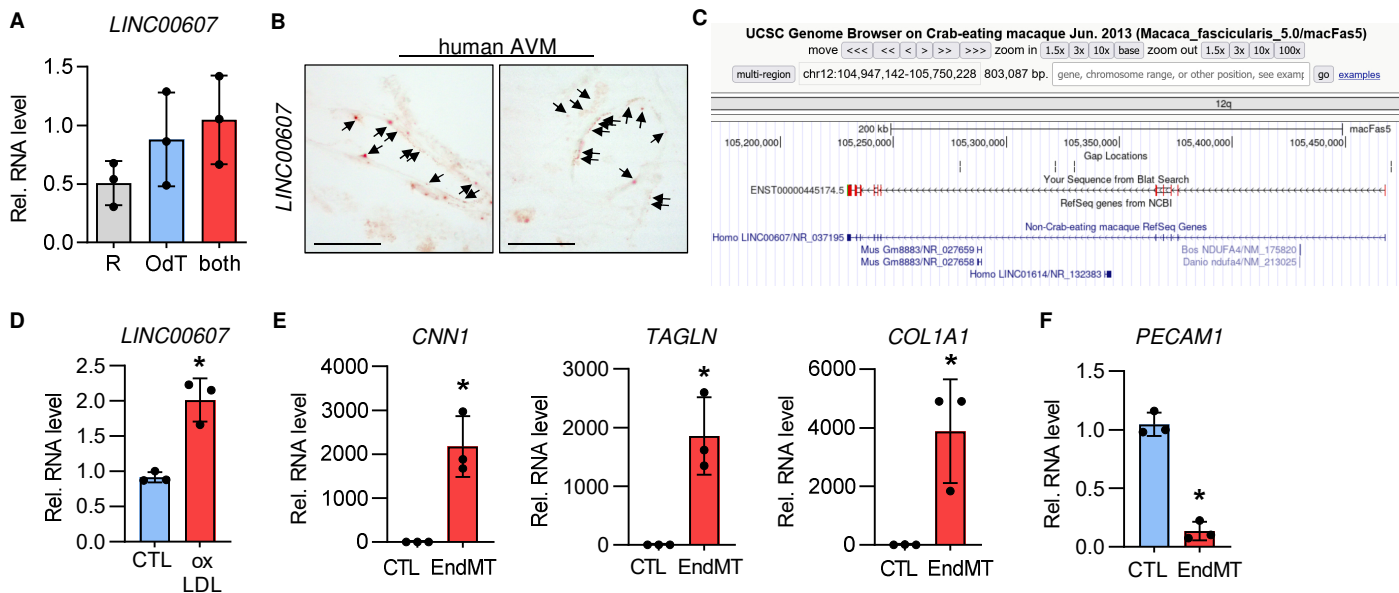 A
LINC00607
Rel. RNA level
1.5
1.0
0.5
0.0
R
OdT
both
B
human AVM
LINC00607
C
UCSC Genome Browser on Crab-eating macaque Jun. 2013 (Macaca_fascicularis_5.0/macFas5)
move <<< << < > >> >>> zoom in 1.5x 3x 10x base zoom out 1.5x 3x 10x 100x
multi-region chr12:104,947,142-105,750,228 803,087 bp. gene, chromosome range, or other position, see examp go examples
12q
200 kb macFas5
105,200,000 105,250,000 105,300,000 105,350,000 105,400,000 105,450,000
Gap Locations
Your Sequence from Blat Search
ENST00000445174.5
RefSeq genes from NCBI
Non-Crab-eating macaque RefSeq Genes
Homo LINC00607/NR_037195
Mus Gm8883/NR_027659 Bos NDUFA4/NM_175820
Mus Gm8883/NR_027658 Danio ndufa4/NM_213025
Homo LINC01614/NR_132383
D
LINC00607
Rel. RNA level
2.5
2.0
1.5
1.0
0.5
0.0
*
CTL
ox
LDL
E
CNN1
Rel. RNA level
4000
3000
2000
1000
0
*
CTL EndMT
TAGLN
Rel. RNA level
3000
2000
1000
0
*
CTL EndMT
COL1A1
Rel. RNA level
6000
4000
2000
0
*
CTL EndMT
F
PECAM1
Rel. RNA level
1.5
1.0
0.5
0.0
*
CTL EndMT